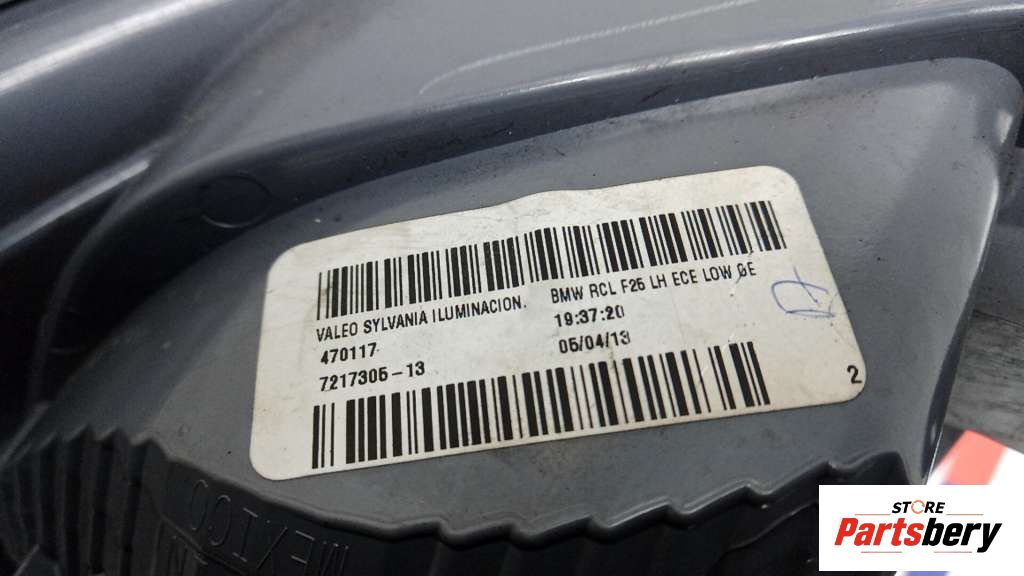 VALEO SYLVANIA ILUMINACION. BMW RCL F25 LH ECE LOW GE
470117 19:37:20
7217305-13 05/04/13
2
STORE
Partsbery